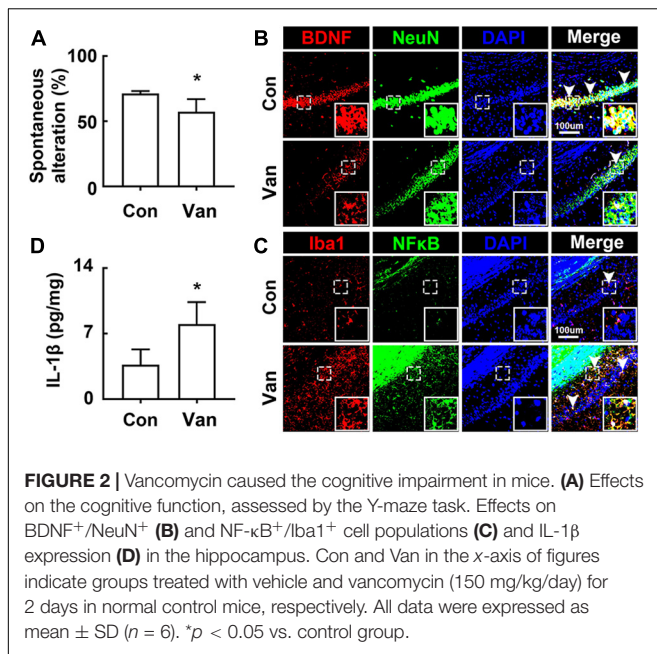 A
Spontaneous
alteration (%)
100
50
0
*
Con
Van
B
BDNF
NeuN
DAPI
Merge
Con
100um
Van
D
IL-1β (pg/mg)
14
7
0
*
Con
Van
C
Iba1
NFκB
DAPI
Merge
Con
100um
Van
FIGURE 2 | Vancomycin caused the cognitive impairment in mice. (A) Effects
on the cognitive function, assessed by the Y-maze task. Effects on
BDNF+/NeuN+ (B) and NF-κB+/Iba1+ cell populations (C) and IL-1β
expression (D) in the hippocampus. Con and Van in the x-axis of figures
indicate groups treated with vehicle and vancomycin (150 mg/kg/day) for
2 days in normal control mice, respectively. All data were expressed as
mean ± SD (n = 6). *p < 0.05 vs. control group.